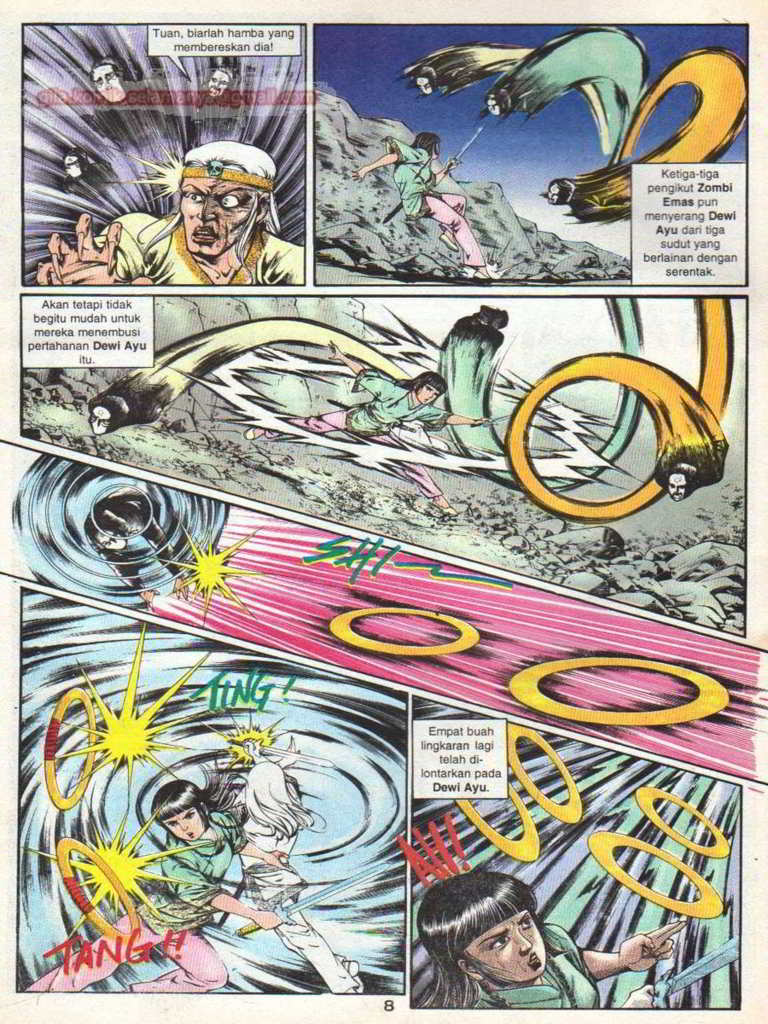 Tuan, biarlah hamba yang
membereskan dia!
Ketiga-tiga
pengikut Zombi
Emas pun
menyerang Dewi
Ayu dari tiga
sudut yang
berlainan dengan
serentak.
Akan tetapi tidak
begitu mudah untuk
mereka menembusi
pertahanan Dewi Ayu
itu.
SHI—
TING!
TANG!!
Empat buah
lingkaran lagi
telah di-
lontarkan pada
Dewi Ayu.
AII!
8